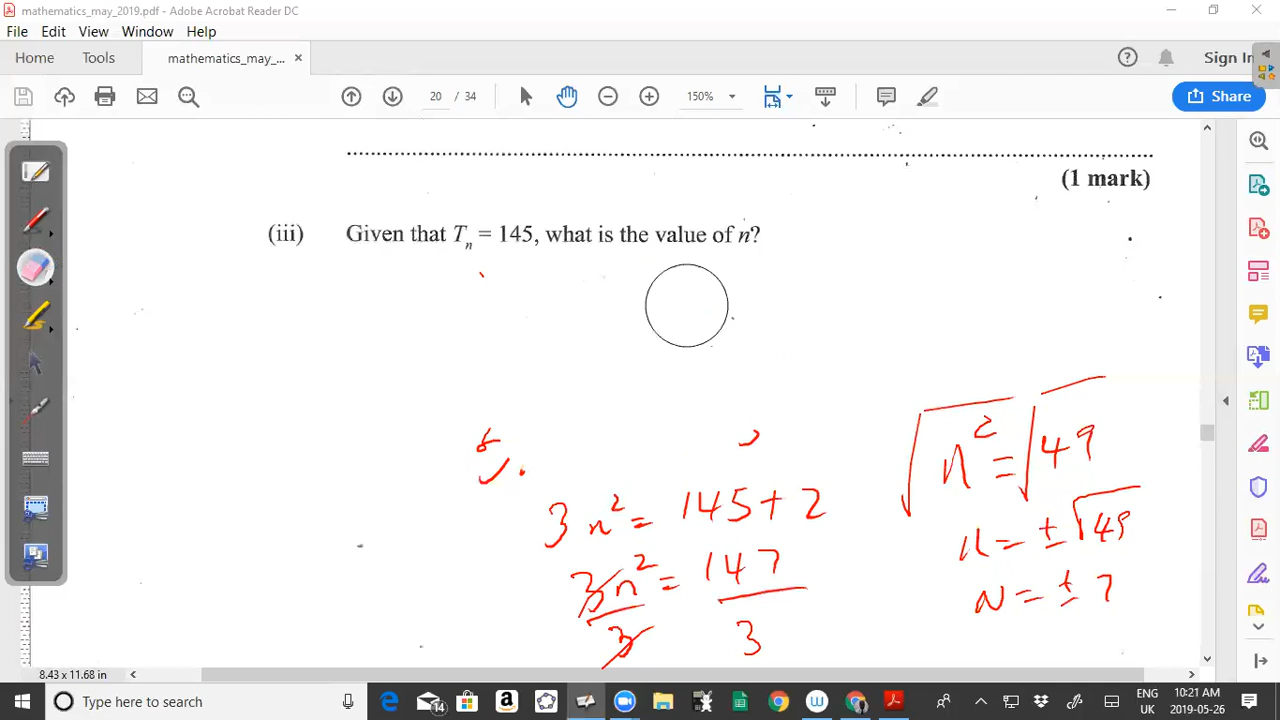 mathematics_may_2019.pdf - Adobe Acrobat Reader DC
File Edit View Window Help
Home Tools mathematics_may_... × Sign In
20 / 34 150% Share
(1 mark)
(iii) Given that Tn = 145, what is the value of n?
3n² = 145 + 2
3n² = 147
3 3
√n² = √49
n = ± √49
n = ± 7
8.43 x 11.68 in
Type here to search
14
ENG 10:21 AM
UK 2019-05-26